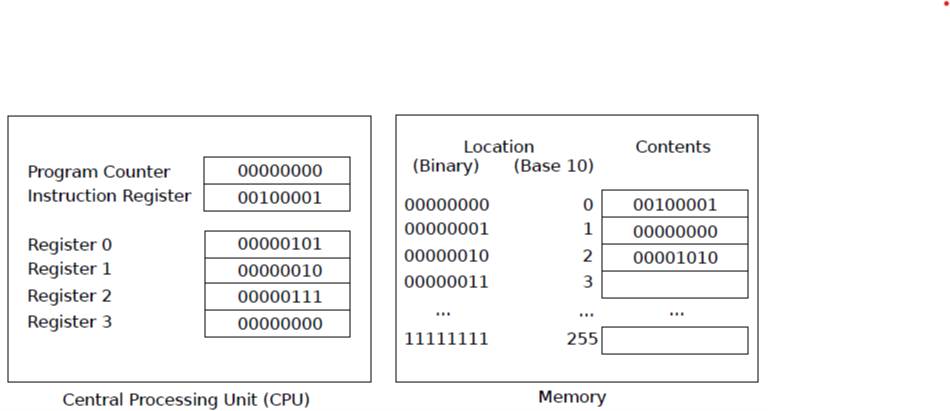 Program Counter 00000000
Instruction Register 00100001
Register 0 00000101
Register 1 00000010
Register 2 00000111
Register 3 00000000
Central Processing Unit (CPU)
Location Contents
(Binary) (Base 10)
00000000 0 00100001
00000001 1 00000000
00000010 2 00001010
00000011 3
... ... ...
11111111 255
Memory